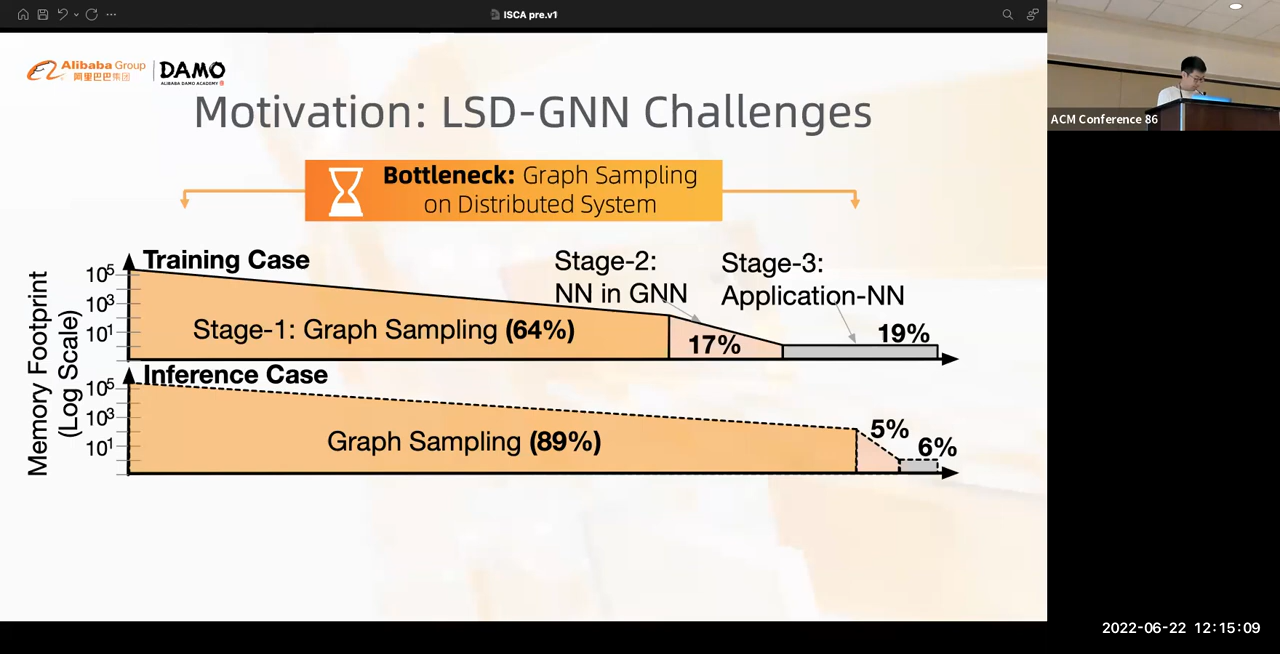 ISCA pre.v1
Alibaba Group
阿里巴巴集团
DAMO
ALIBABA DAMO ACADEMY
Motivation: LSD-GNN Challenges
Bottleneck: Graph Sampling
on Distributed System
Memory Footprint
(Log Scale)
Training Case
10⁵
10³
10¹
Stage-1: Graph Sampling (64%)
Stage-2:
NN in GNN
17%
Stage-3:
Application-NN
19%
Inference Case
10⁵
10³
10¹
Graph Sampling (89%)
5%
6%
ACM Conference 86
2022-06-22 12:15:09